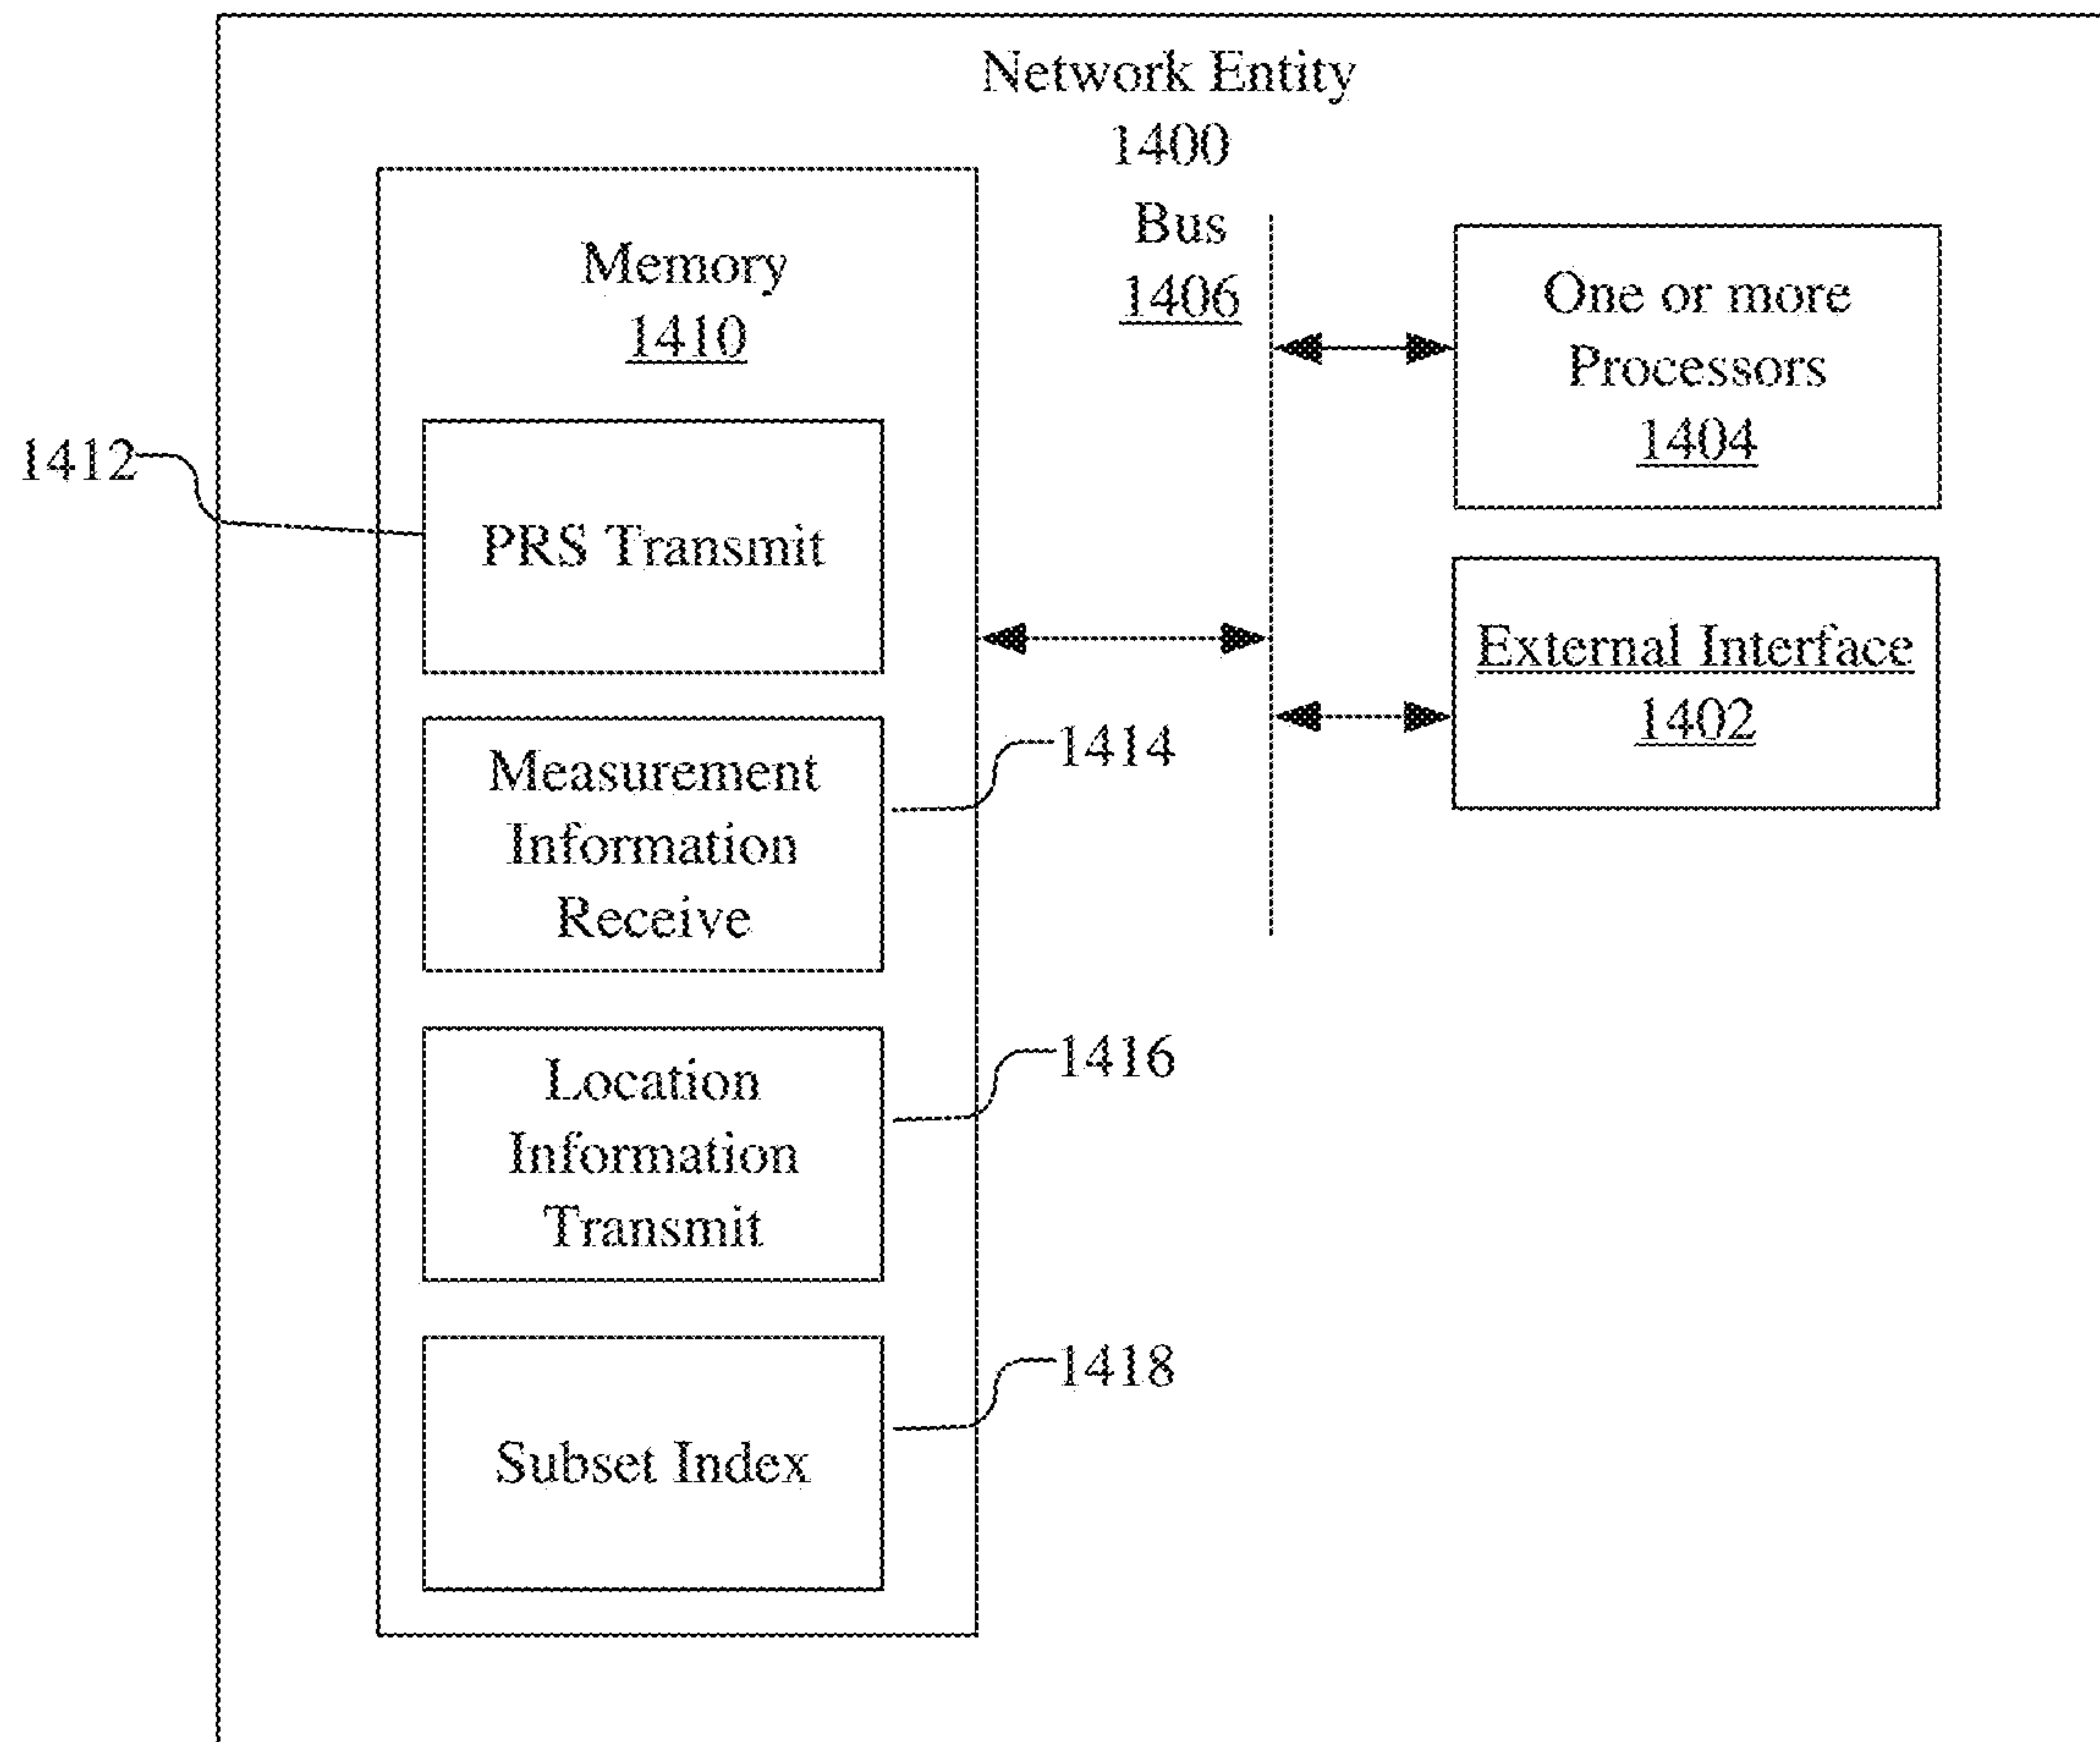 Network Entity
1400
Bus
1406
Memory
1410
One or more
Processors
1404
1412
PRS Transmit
External Interface
1402
Measurement
Information
Receive
1414
Location
Information
Transmit
1416
Subset Index
1418